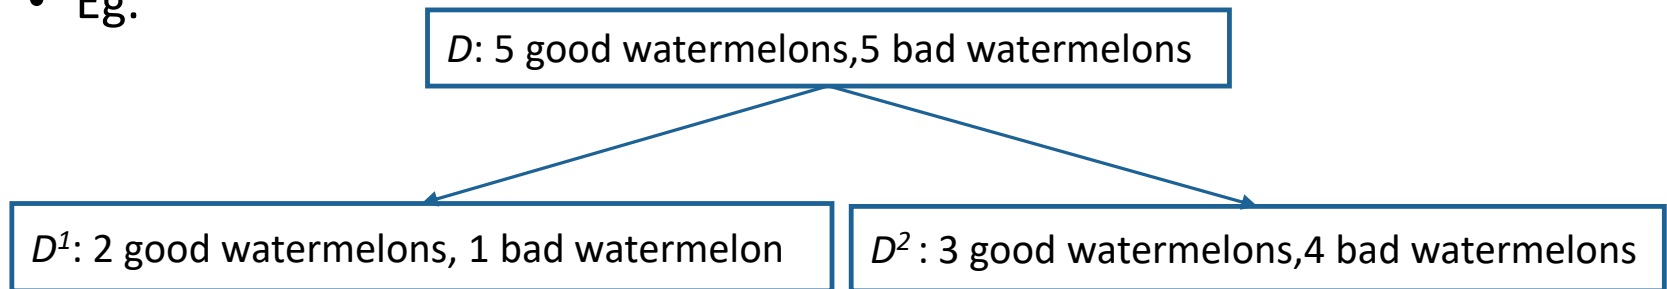 • Eg.
D: 5 good watermelons,5 bad watermelons
D¹: 2 good watermelons, 1 bad watermelon
D² : 3 good watermelons,4 bad watermelons